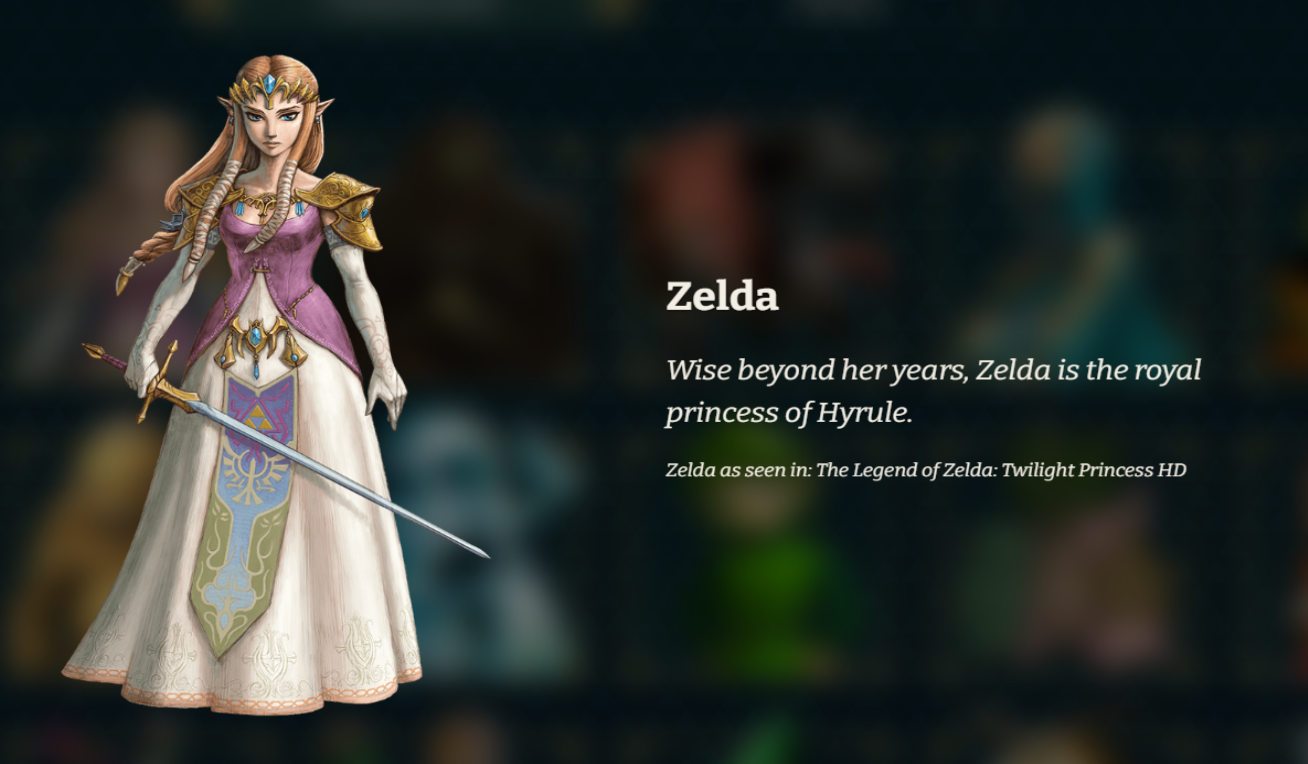 Zelda
Wise beyond her years, Zelda is the royal
princess of Hyrule.
Zelda as seen in: The Legend of Zelda: Twilight Princess HD